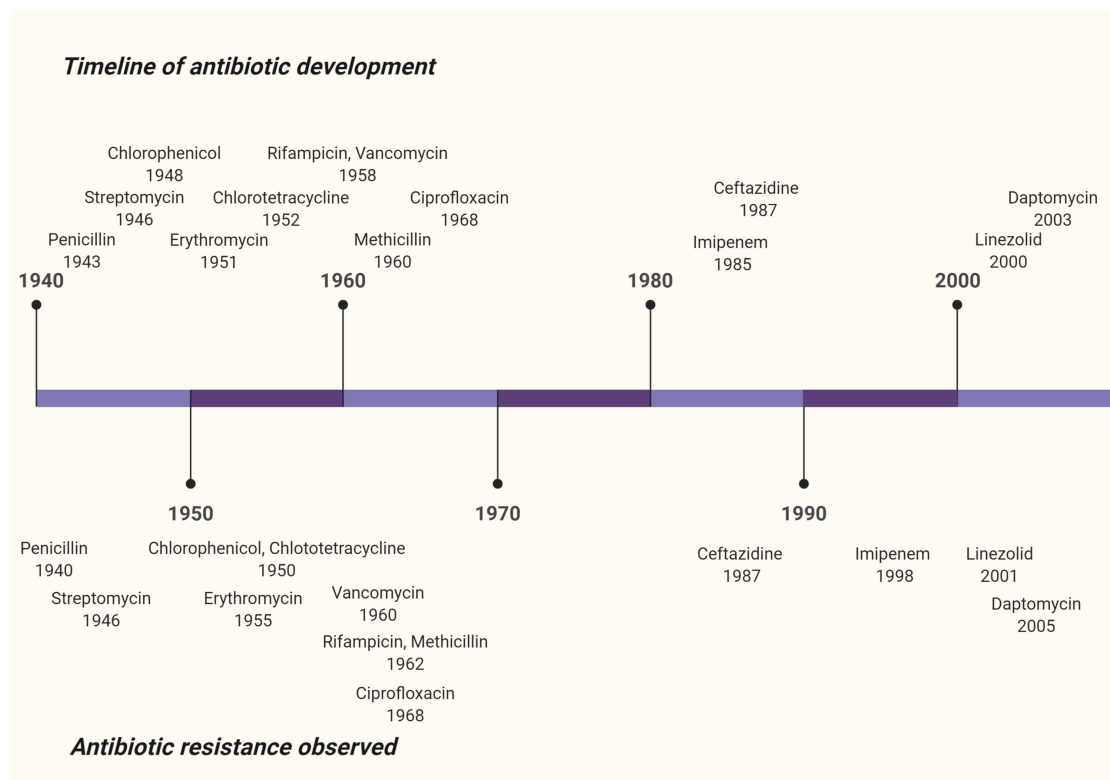 Timeline of antibiotic development
Chlorophenicol
1948
Rifampicin, Vancomycin
1958
Streptomycin
1946
Chlorotetracycline
1952
Ciprofloxacin
1968
Penicillin
1943
Erythromycin
1951
Methicillin
1960
Ceftazidine
1987
Imipenem
1985
Daptomycin
2003
Linezolid
2000
1940
1960
1980
2000
1950
1970
1990
Penicillin
1940
Chlorophenicol, Chlototetracycline
1950
Streptomycin
1946
Erythromycin
1955
Vancomycin
1960
Rifampicin, Methicillin
1962
Ciprofloxacin
1968
Ceftazidine
1987
Imipenem
1998
Linezolid
2001
Daptomycin
2005
Antibiotic resistance observed